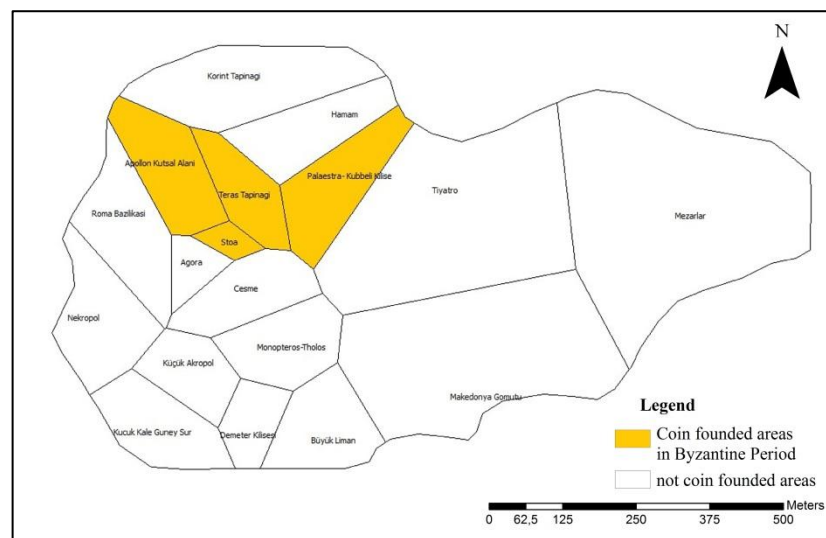 N
Korint Tapinagi
Hamam
Apollon Kutsal Alani
Palaestra- Kubbeli Kilise
Teras Tapinagi
Tiyatro
Roma Bazilikasi
Mezarlar
Stoa
Agora
Cesme
Nekropol
Monopteros-Tholos
Küçük Akropol
Makedonya Gomutu
Kucuk Kale Guney Sur
Demeter Kilisesi
Büyük Liman
Legend
Coin founded areas
in Byzantine Period
not coin founded areas
Meters
0 62,5 125 250 375 500